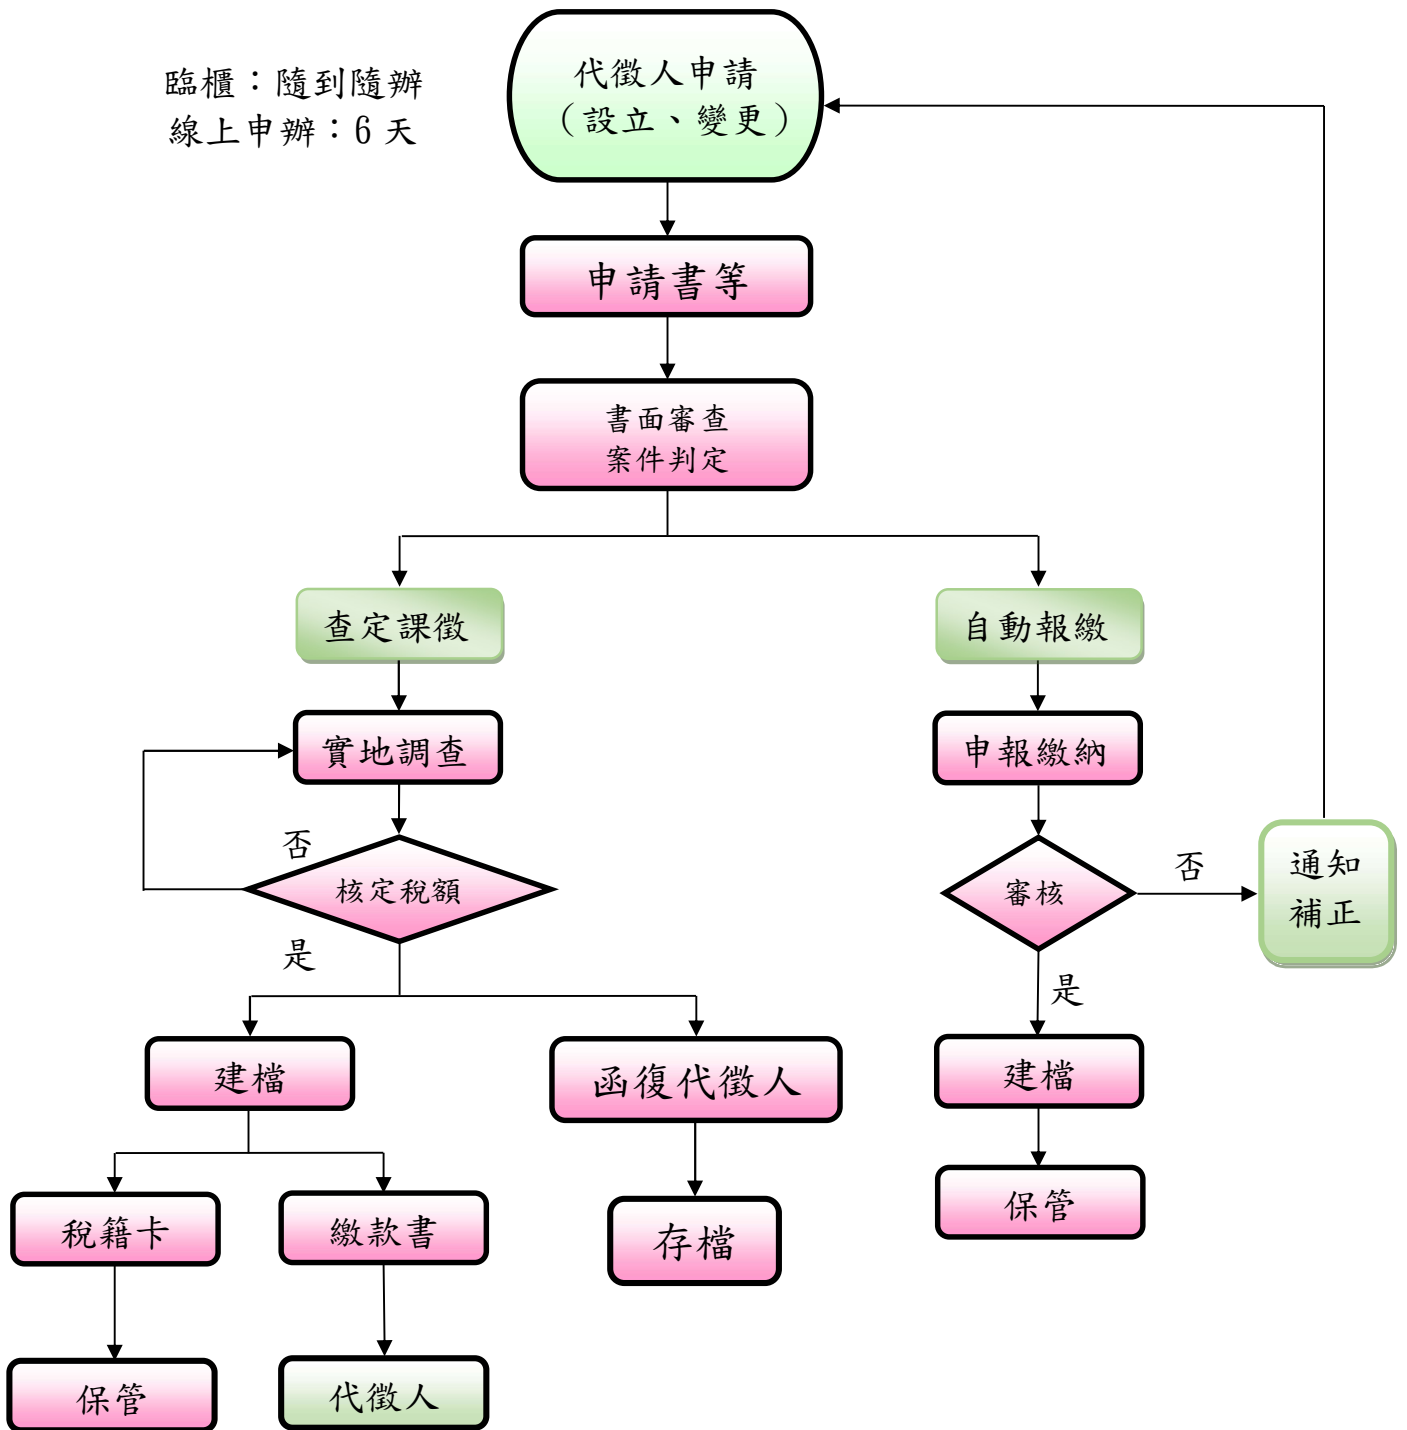 臨櫃：隨到隨辦
線上申辦：6 天
代徵人申請
（設立、變更）
申請書等
書面審查
案件判定
查定課徵
自動報繳
實地調查
申報繳納
否
核定稅額
是
審核
否
通知
補正
是
建檔
函復代徵人
建檔
稅籍卡
繳款書
存檔
保管
保管
代徵人